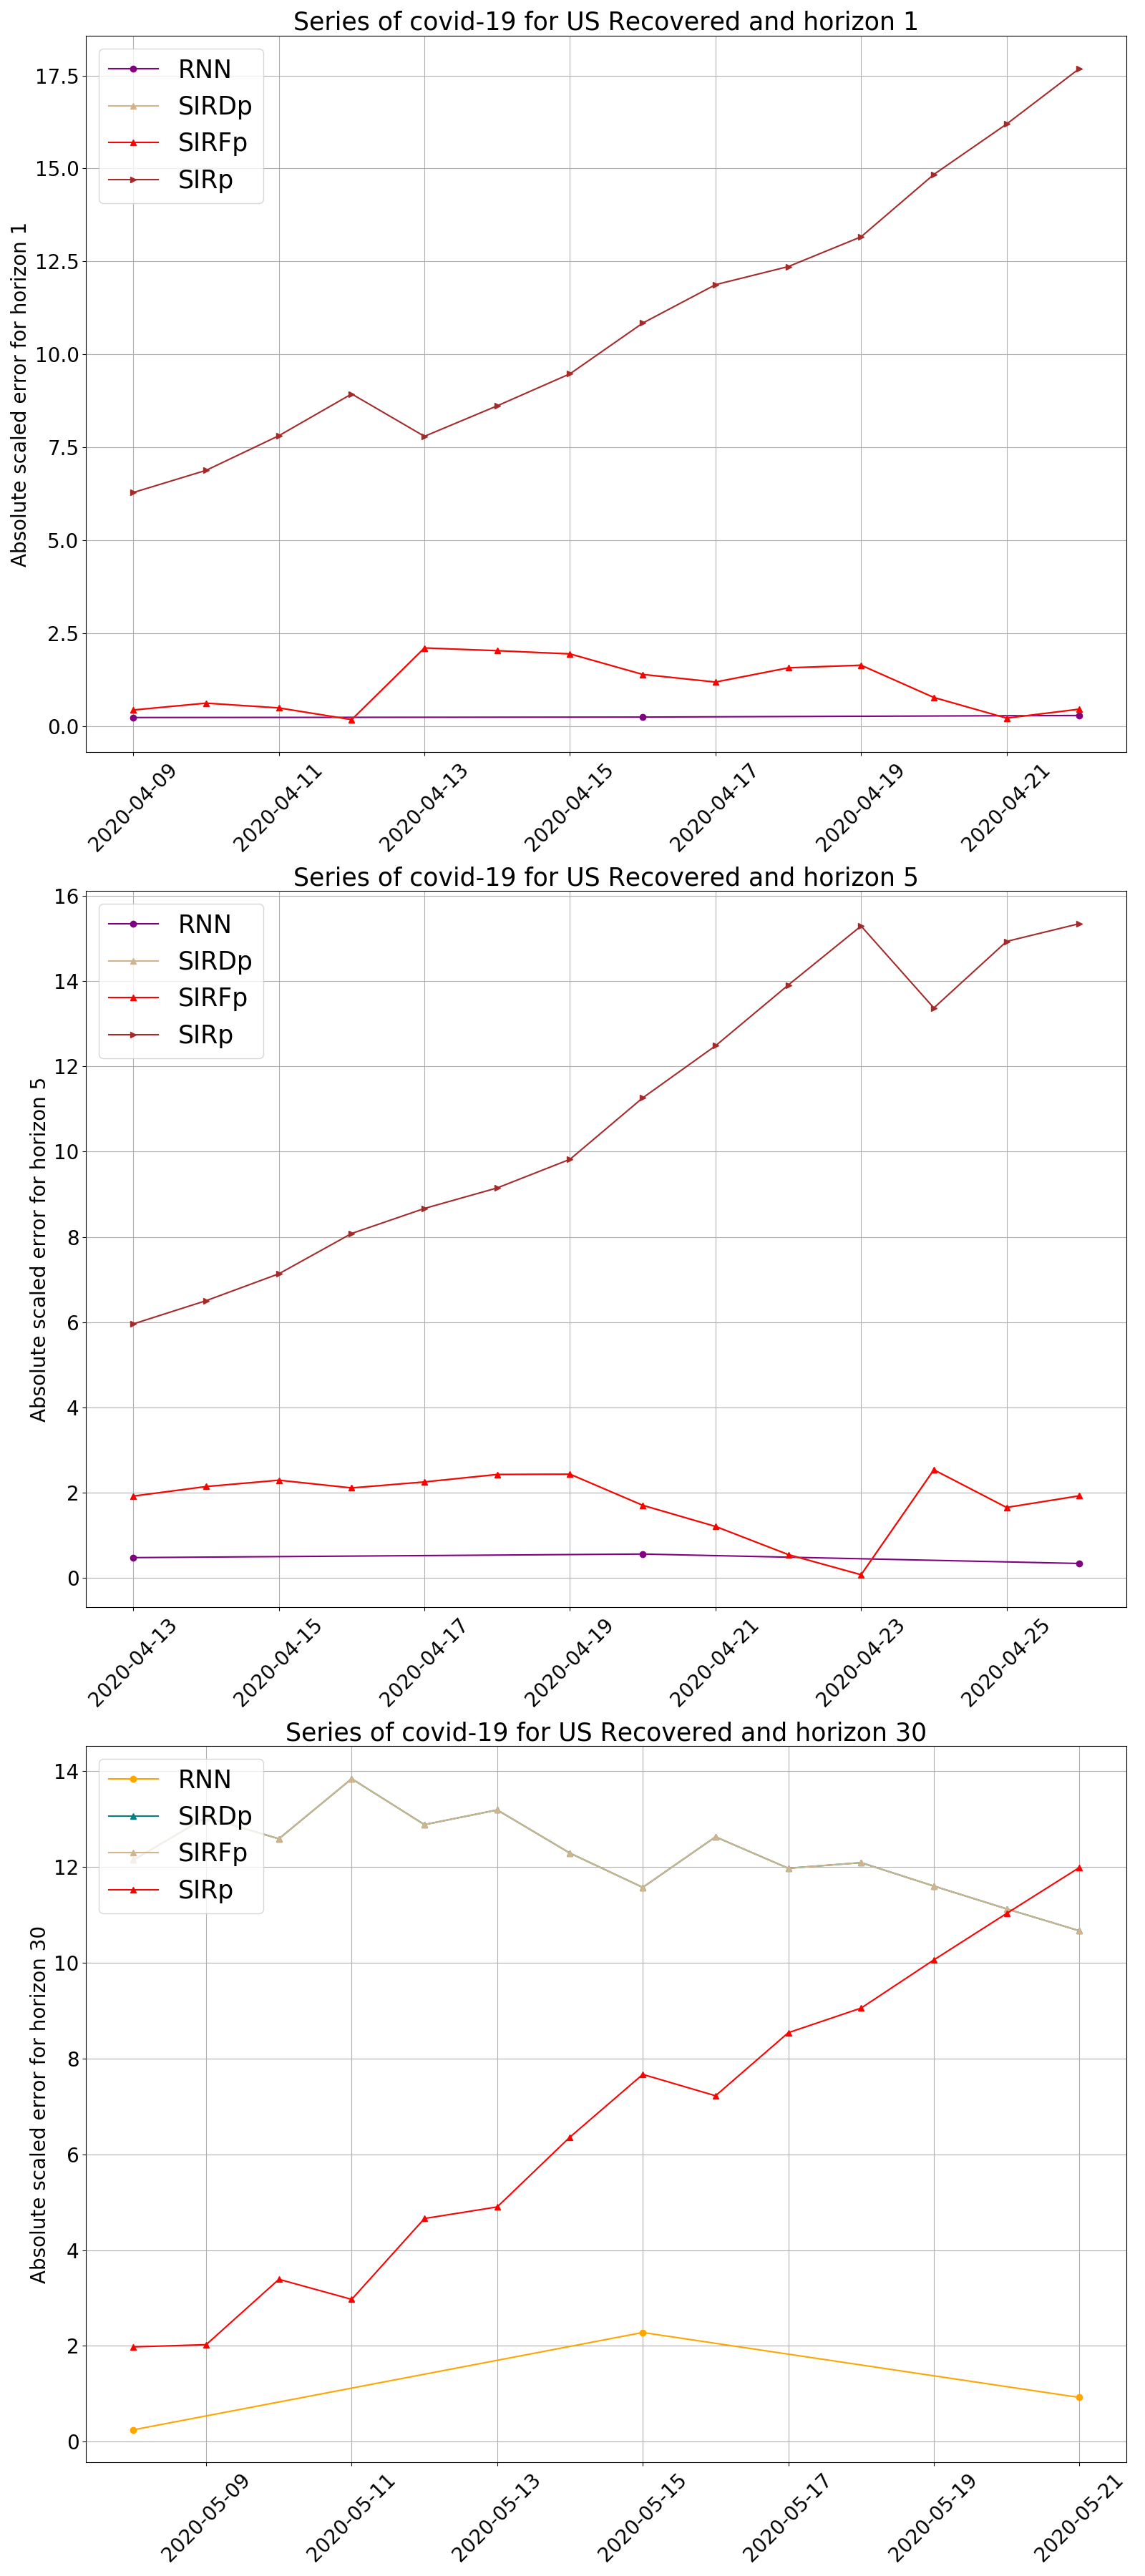 Series of covid-19 for US Recovered and horizon 1
RNN
SIRDp
SIRFp
SIRp
Absolute scaled error for horizon 1
17.5
15.0
12.5
10.0
7.5
5.0
2.5
0.0
2020-04-09
2020-04-11
2020-04-13
2020-04-15
2020-04-17
2020-04-19
2020-04-21
Series of covid-19 for US Recovered and horizon 5
RNN
SIRDp
SIRFp
SIRp
Absolute scaled error for horizon 5
16
14
12
10
8
6
4
2
0
2020-04-13
2020-04-15
2020-04-17
2020-04-19
2020-04-21
2020-04-23
2020-04-25
Series of covid-19 for US Recovered and horizon 30
RNN
SIRDp
SIRFp
SIRp
Absolute scaled error for horizon 30
14
12
10
8
6
4
2
0
2020-05-09
2020-05-11
2020-05-13
2020-05-15
2020-05-17
2020-05-19
2020-05-21